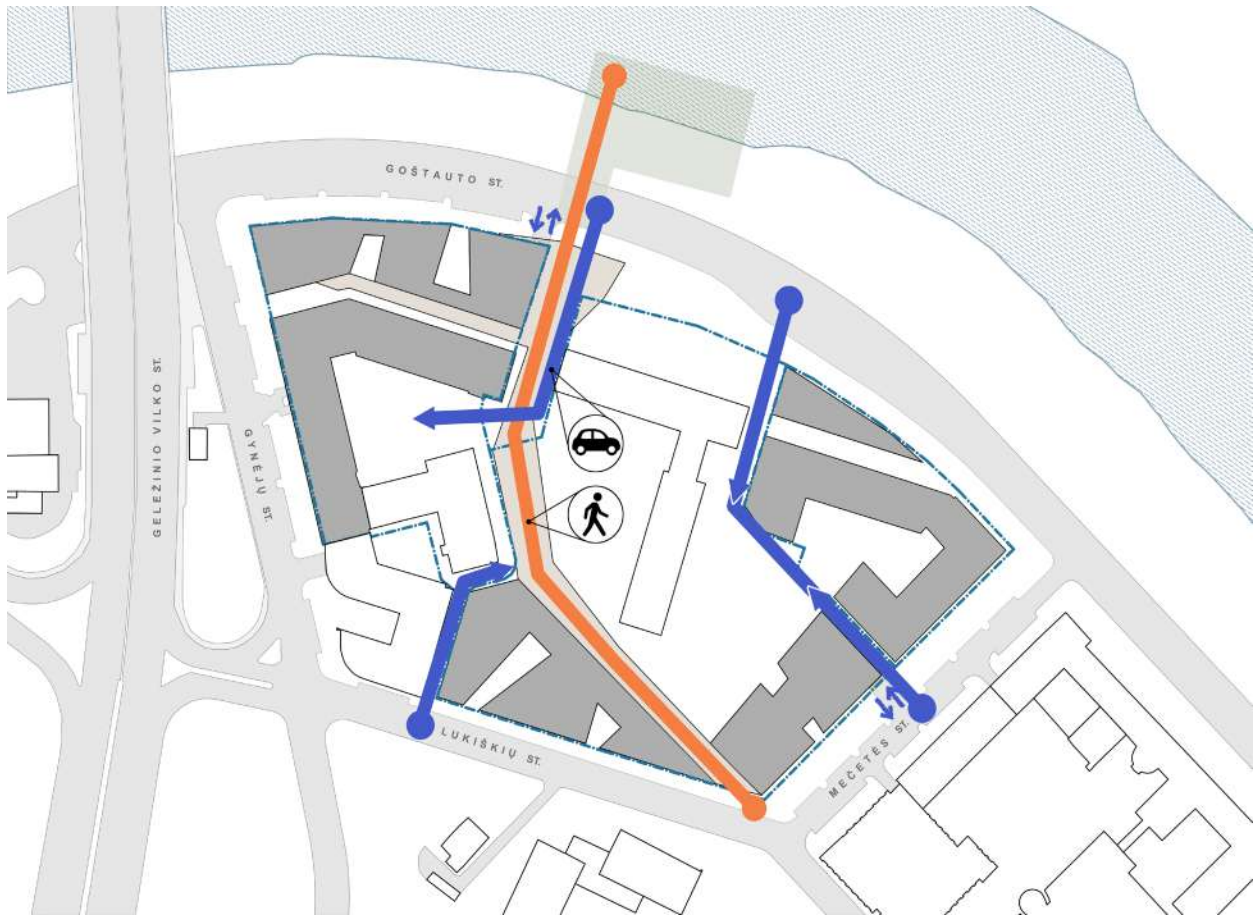 GOŠTAUTO ST.
GELEŽINIO VILKO ST.
GYNĖJŲ ST.
LUKIŠKIŲ ST.
MEČETĖS ST.